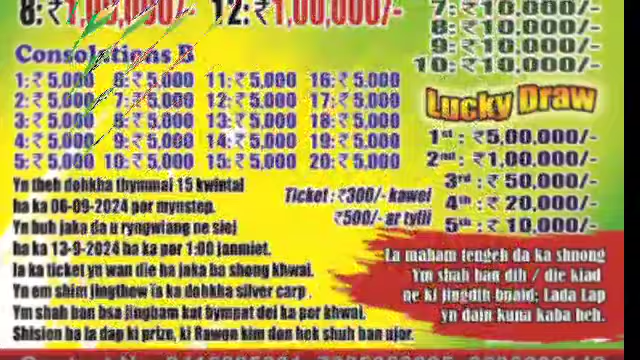 8:₹1,00,000/- 12:₹1,00,000/-
Consolations B
1:₹5,000 6:₹5,000 11:₹5,000 16:₹5,000
2:₹5,000 7:₹5,000 12:₹5,000 17:₹5,000
3:₹5,000 8:₹5,000 13:₹5,000 18:₹5,000
4:₹5,000 9:₹5,000 14:₹5,000 19:₹5,000
5:₹5,000 10:₹5,000 15:₹5,000 20:₹5,000
7:₹10,000/-
8:₹10,000/-
9:₹10,000/-
10:₹10,000/-
Lucky Draw
1st : ₹5,00,000/-
2nd : ₹1,00,000/-
3rd : ₹50,000/-
4th : ₹20,000/-
5th : ₹10,000/-
Yn theh dohkha thymmai 15 kwintal
ha ka 06-09-2024 por mynstep.
Yn buh jaka da u ryngwiang ne siej
ha ka 13-9-2024 ha ka por 1:00 janmiet.
Ia ka ticket yn wan die ha jaka ba shong khwai.
Yn em shim jingthow ia ka dohkha silver carp .
Ym shah ban bsa jingbam kat bympat dei ka por khwai.
Shisien ha la dap ki prize, ki Rawon kim don hok shuh ban ujor.
Ticket : ₹300/- kawei
₹500/- ar tylli
La maham tengeh da ka shnong
Ym shah ban dih / die kiad
ne ki jingdih buaid; Lada Lap
yn dain kuna kaba heh.